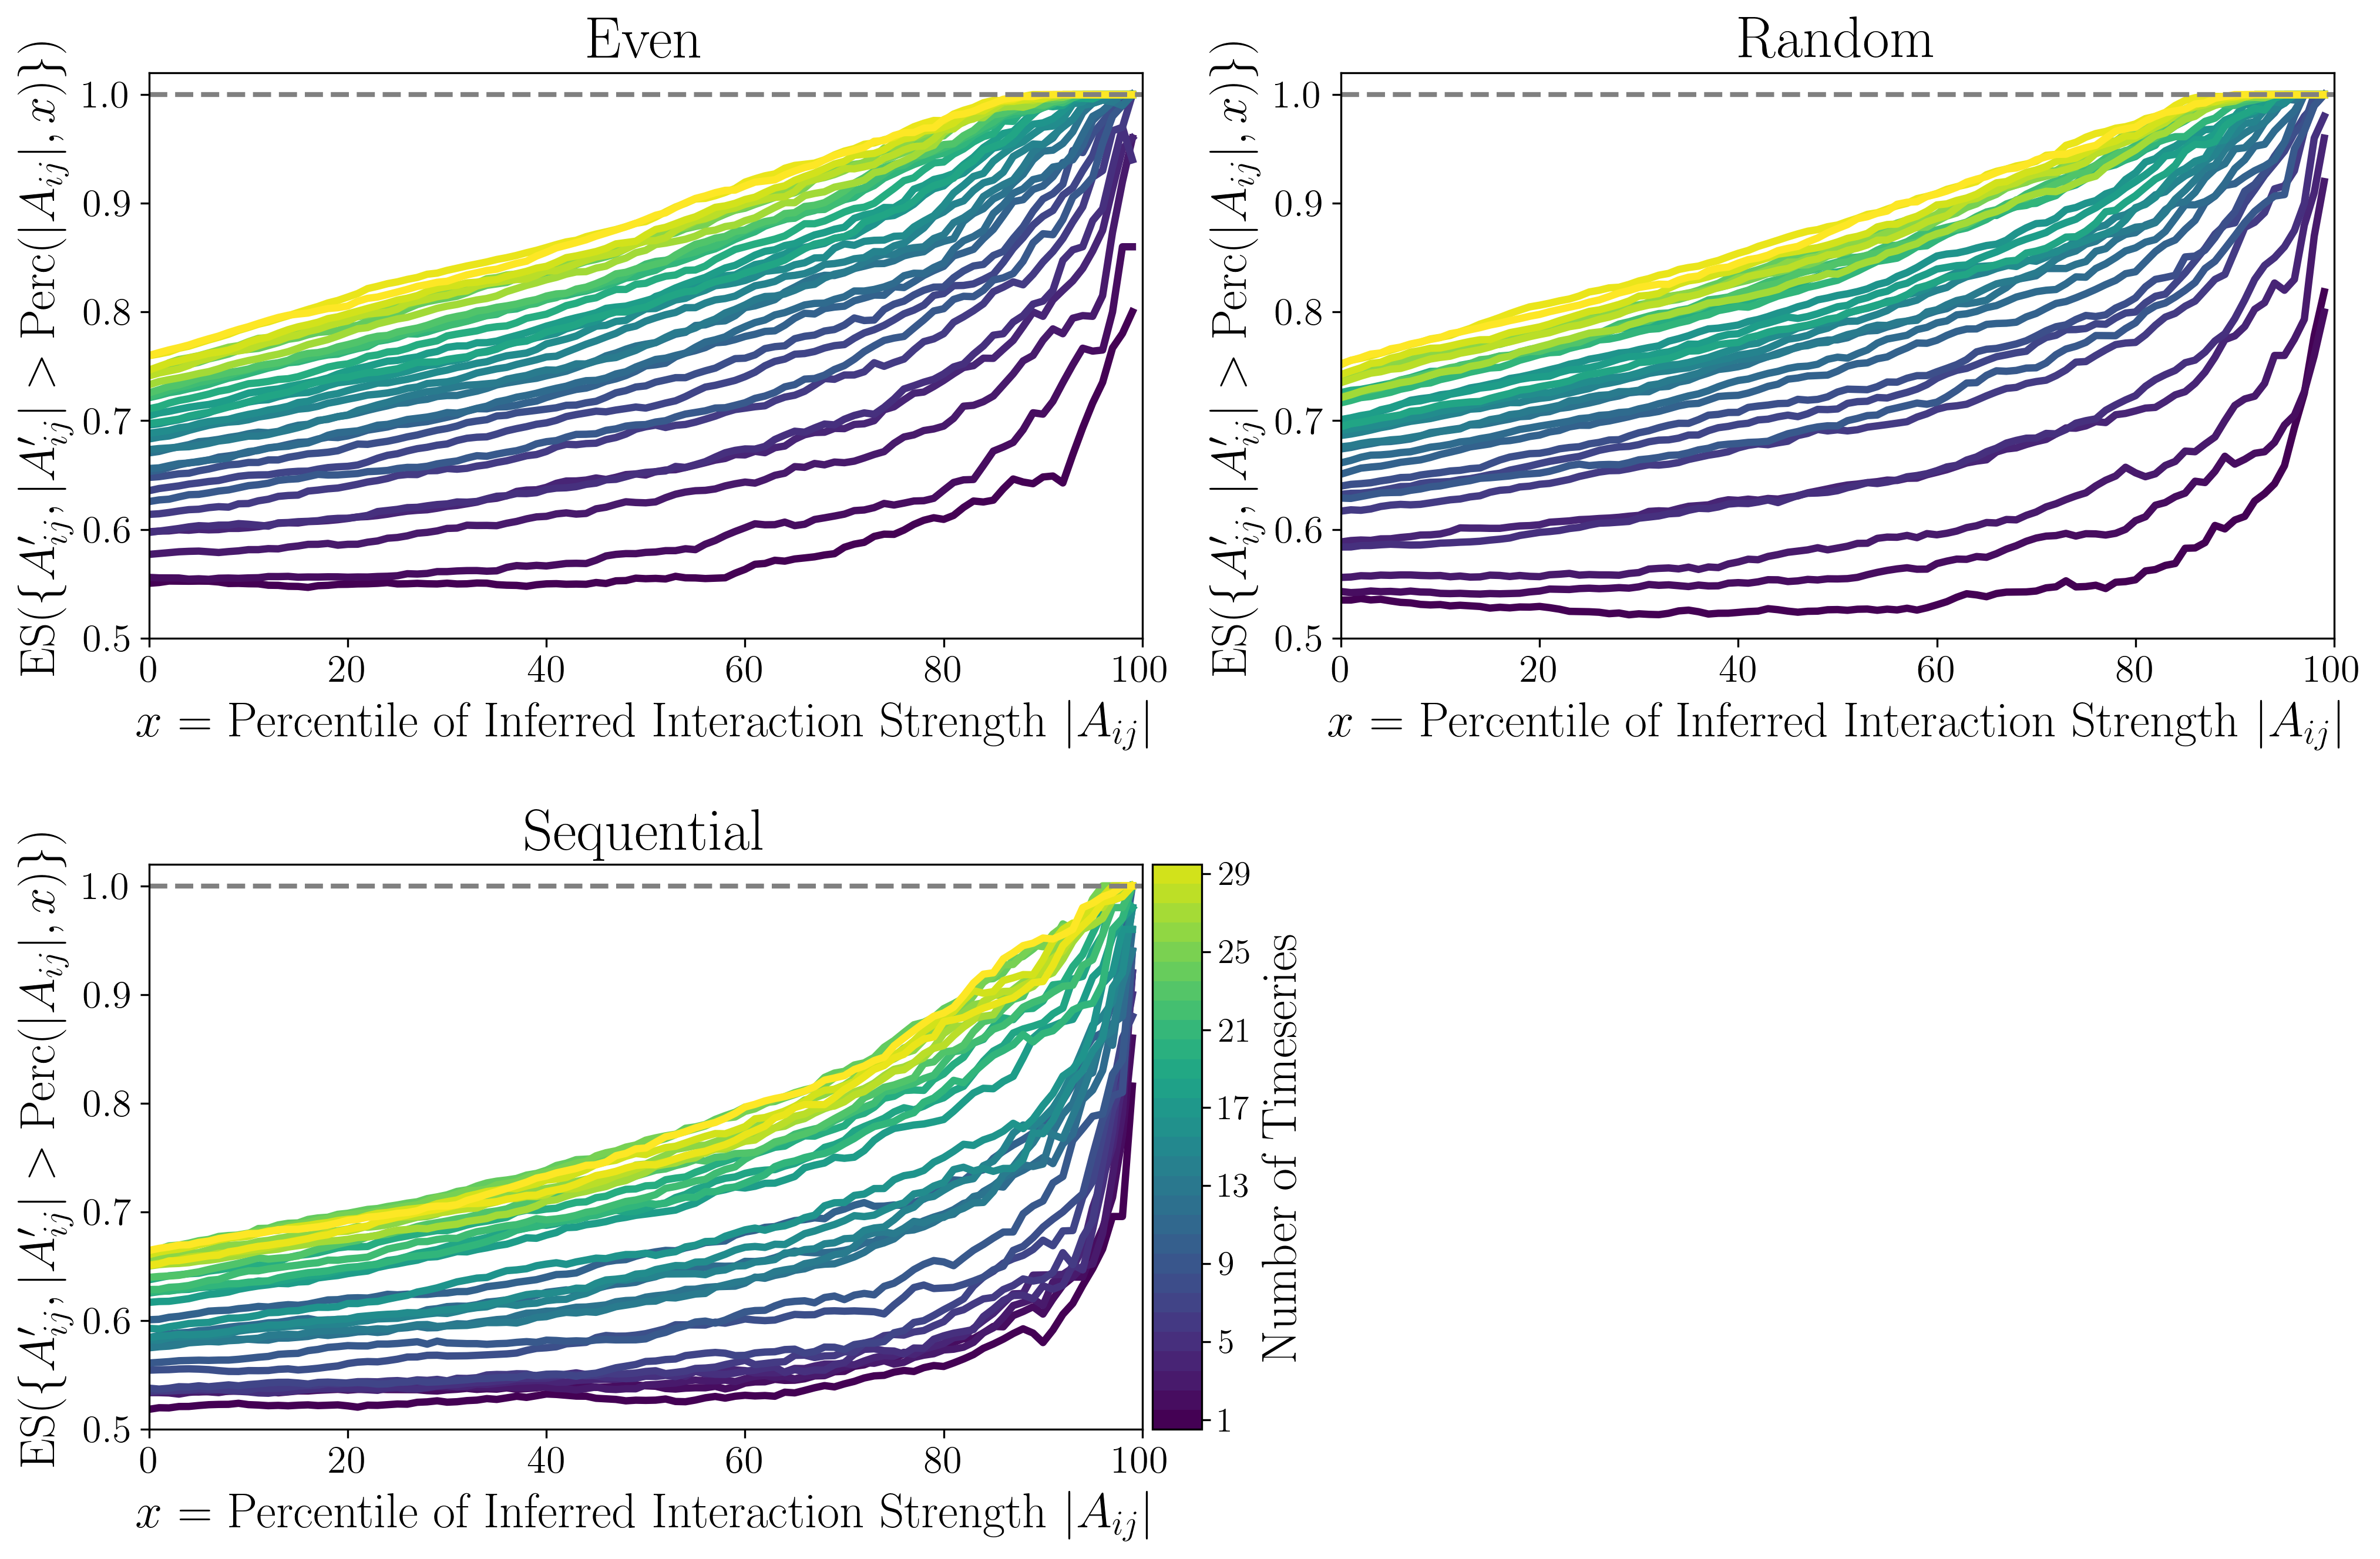 Even
ES({A′ij, |A′ij| > Perc(|Aij|, x)})
1.0
0.9
0.8
0.7
0.6
0.5
0 20 40 60 80 100
x = Percentile of Inferred Interaction Strength |Aij|
Random
ES({A′ij, |A′ij| > Perc(|Aij|, x)})
1.0
0.9
0.8
0.7
0.6
0.5
0 20 40 60 80 100
x = Percentile of Inferred Interaction Strength |Aij|
Sequential
ES({A′ij, |A′ij| > Perc(|Aij|, x)})
1.0
0.9
0.8
0.7
0.6
0.5
0 20 40 60 80 100
x = Percentile of Inferred Interaction Strength |Aij|
29
25
21
17
13
9
5
1
Number of Timeseries